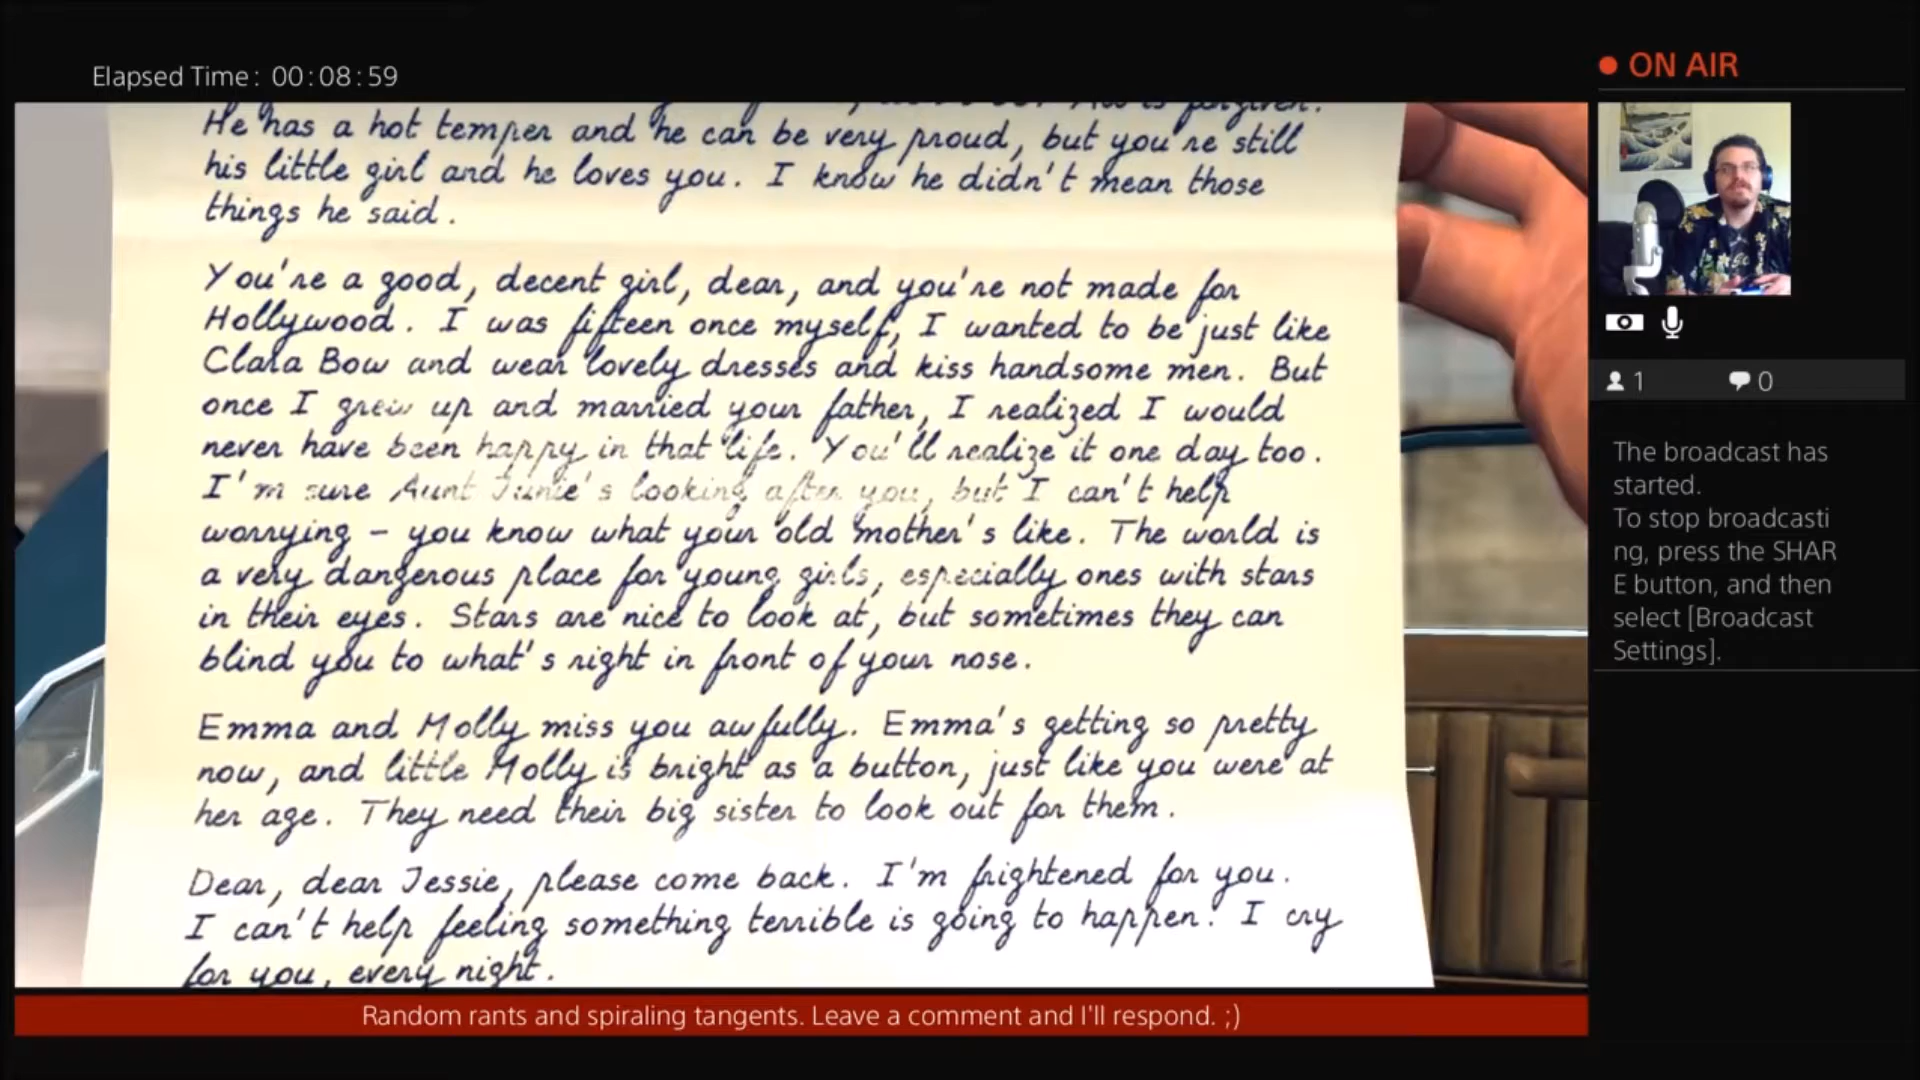 Elapsed Time: 00:08:59
ON AIR
He has a hot temper and he can be very proud, but you're still
his little girl and he loves you. I know he didn't mean those
things he said.
You're a good, decent girl, dear, and you're not made for
Hollywood. I was fifteen once myself, I wanted to be just like
Clara Bow and wear lovely dresses and kiss handsome men. But
once I grew up and married your father, I realized I would
never have been happy in that life. You'll realize it one day too.
I'm sure Aunt Junie's looking after you, but I can't help
worrying – you know what your old mother's like. The world is
a very dangerous place for young girls, especially ones with stars
in their eyes. Stars are nice to look at, but sometimes they can
blind you to what's right in front of your nose.
Emma and Molly miss you awfully. Emma's getting so pretty
now, and little Molly is bright as a button, just like you were at
her age. They need their big sister to look out for them.
Dear, dear Jessie, please come back. I'm frightened for you.
I can't help feeling something terrible is going to happen. I cry
for you, every night.
1 0
The broadcast has
started.
To stop broadcasti
ng, press the SHAR
E button, and then
select [Broadcast
Settings].
Random rants and spiraling tangents. Leave a comment and I'll respond. ;)